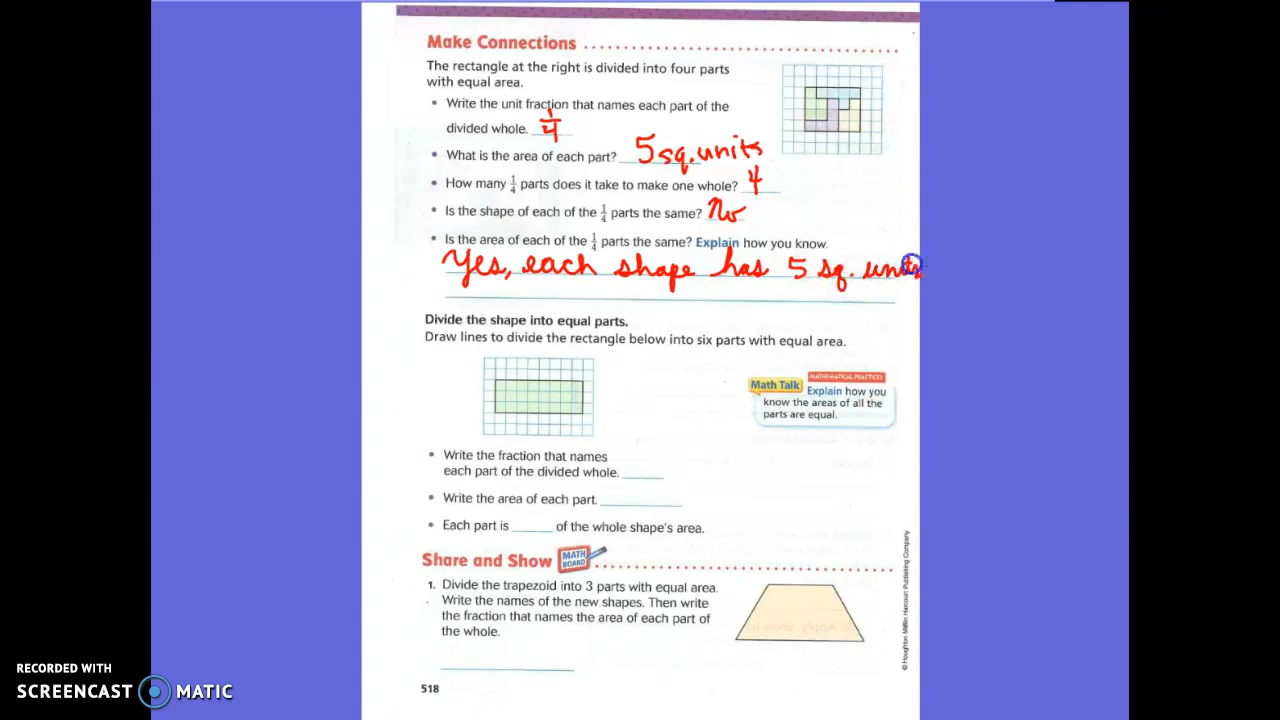 Make Connections
The rectangle at the right is divided into four parts
with equal area.
• Write the unit fraction that names each part of the
divided whole. 1/4
• What is the area of each part? 5 sq. units
• How many 1/4 parts does it take to make one whole? 4
• Is the shape of each of the 1/4 parts the same? No
• Is the area of each of the 1/4 parts the same? Explain how you know.
Yes, each shape has 5 sq. units
Divide the shape into equal parts.
Draw lines to divide the rectangle below into six parts with equal area.
Math Talk
MATHEMATICAL PRACTICES
Explain how you
know the areas of all the
parts are equal.
• Write the fraction that names
each part of the divided whole.
• Write the area of each part.
• Each part is ____ of the whole shape's area.
Share and Show MATH BOARD
1. Divide the trapezoid into 3 parts with equal area.
Write the names of the new shapes. Then write
the fraction that names the area of each part of
the whole.
518
© Houghton Mifflin Harcourt Publishing Company
RECORDED WITH
SCREENCAST MATIC